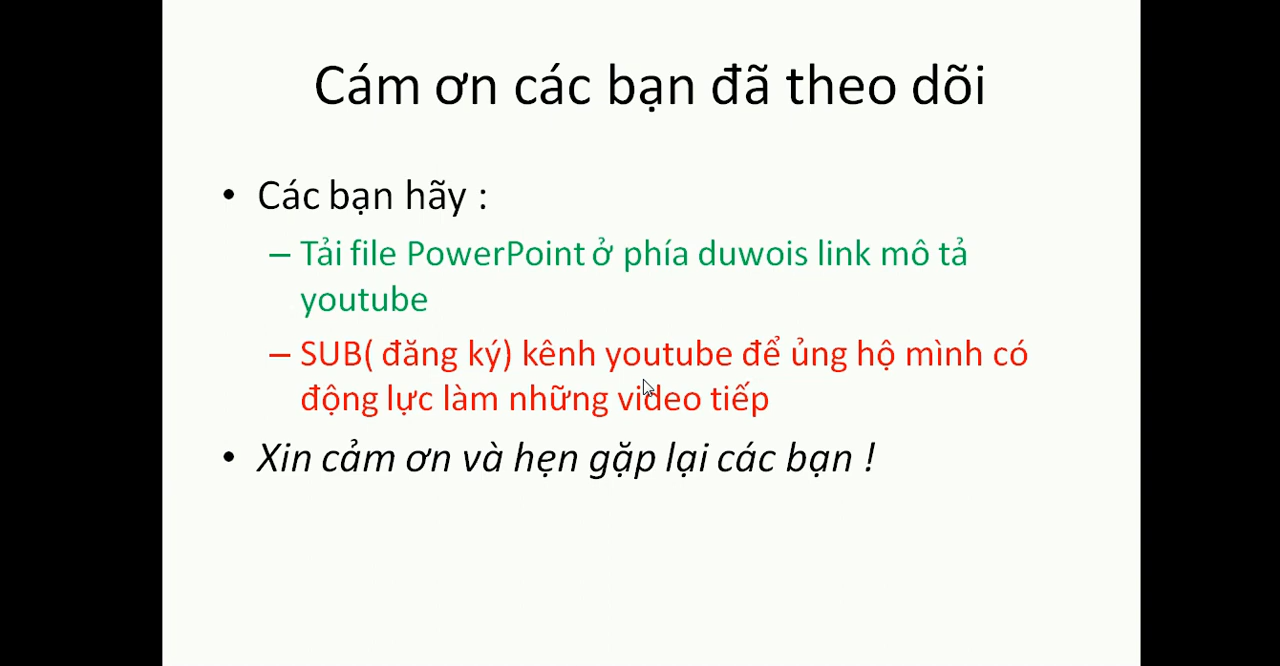 Cám ơn các bạn đã theo dõi
• Các bạn hãy :
– Tải file PowerPoint ở phía duwois link mô tả
youtube
– SUB( đăng ký) kênh youtube để ủng hộ mình có
động lực làm những video tiếp
• Xin cảm ơn và hẹn gặp lại các bạn !